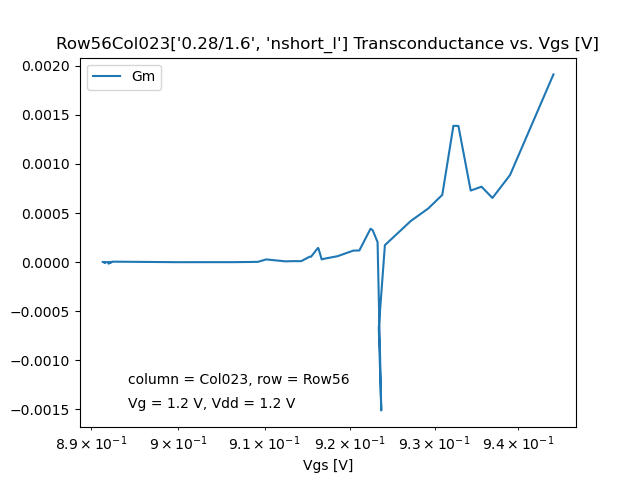 Row56Col023['0.28/1.6', 'nshort_l'] Transconductance vs. Vgs [V]
Gm
0.0020
0.0015
0.0010
0.0005
0.0000
−0.0005
−0.0010
−0.0015
column = Col023, row = Row56
Vg = 1.2 V, Vdd = 1.2 V
8.9 × 10⁻¹ 9 × 10⁻¹ 9.1 × 10⁻¹ 9.2 × 10⁻¹ 9.3 × 10⁻¹ 9.4 × 10⁻¹
Vgs [V]